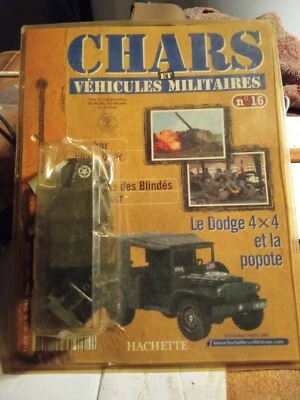 CHARS
ET
VÉHICULES MILITAIRES
n° 16
des Blindés
Le Dodge 4×4
et la
popote
HACHETTE